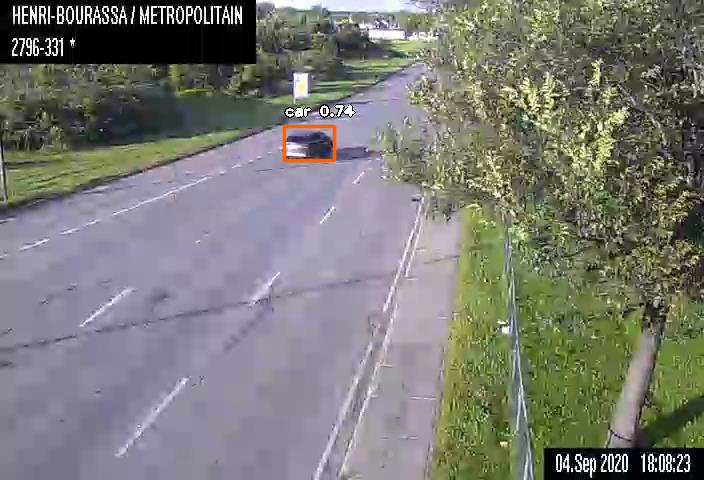 HENRI-BOURASSA / METROPOLITAIN
2796-331 *
car 0.74
04.Sep 2020 18:08:23